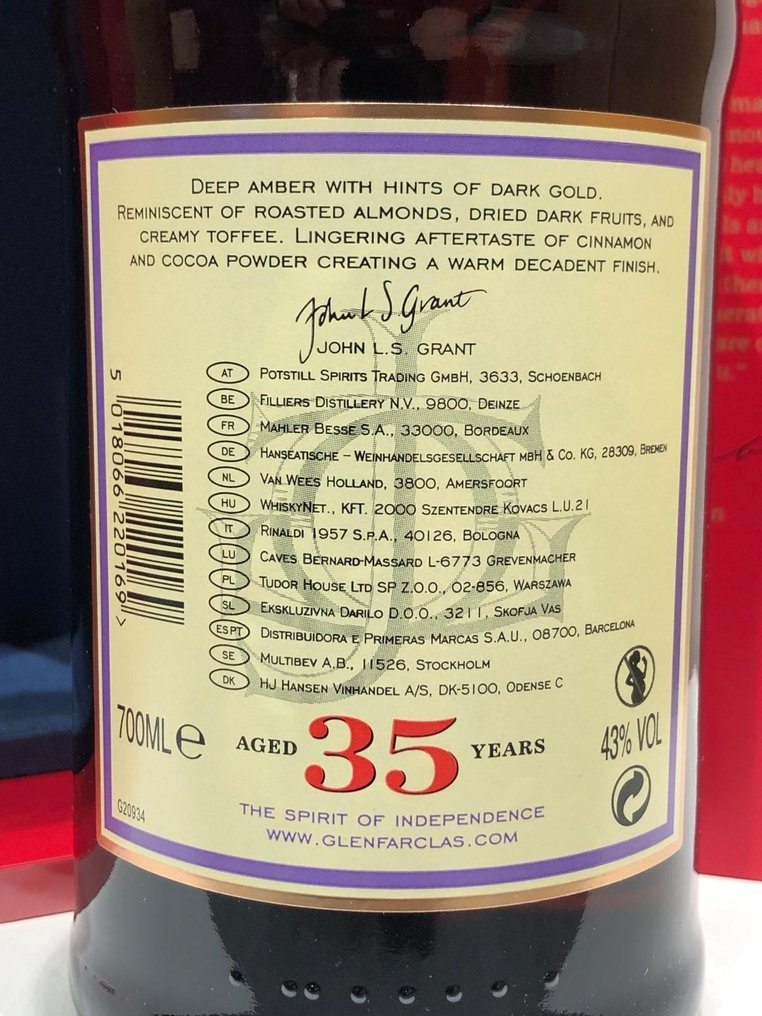 DEEP AMBER WITH HINTS OF DARK GOLD.
REMINISCENT OF ROASTED ALMONDS, DRIED DARK FRUITS, AND
CREAMY TOFFEE. LINGERING AFTERTASTE OF CINNAMON
AND COCOA POWDER CREATING A WARM DECADENT FINISH.
John L S. Grant
JOHN L.S. GRANT
AT POTSTILL SPIRITS TRADING GMBH, 3633, SCHOENBACH
BE FILLIERS DISTILLERY N.V., 9800, DEINZE
FR MAHLER BESSE S.A., 33000, BORDEAUX
DE HANSEATISCHE – WEINHANDELSGESELLSCHAFT MBH & CO. KG, 28309, BREMEN
NL VAN WEES HOLLAND, 3800, AMERSFOORT
HU WHISKYNET., KFT. 2000 SZENTENDRE KOVACS L.U.21
IT RINALDI 1957 S.P.A., 40126, BOLOGNA
LU CAVES BERNARD-MASSARD L-6773 GREVENMACHER
PL TUDOR HOUSE LTD SP Z.O.O., 02-856, WARSZAWA
SL EKSKLUZIVNA DARILO D.O.O., 3211, SKOFJA VAS
ESPT DISTRIBUIDORA E PRIMERAS MARCAS S.A.U., 08700, BARCELONA
SE MULTIBEV A.B., 11526, STOCKHOLM
DK HJ HANSEN VINHANDEL A/S, DK-5100, ODENSE C
5 018066 220169 >
700ML e
AGED 35 YEARS
43% VOL
G20934
THE SPIRIT OF INDEPENDENCE
WWW.GLENFARCLAS.COM